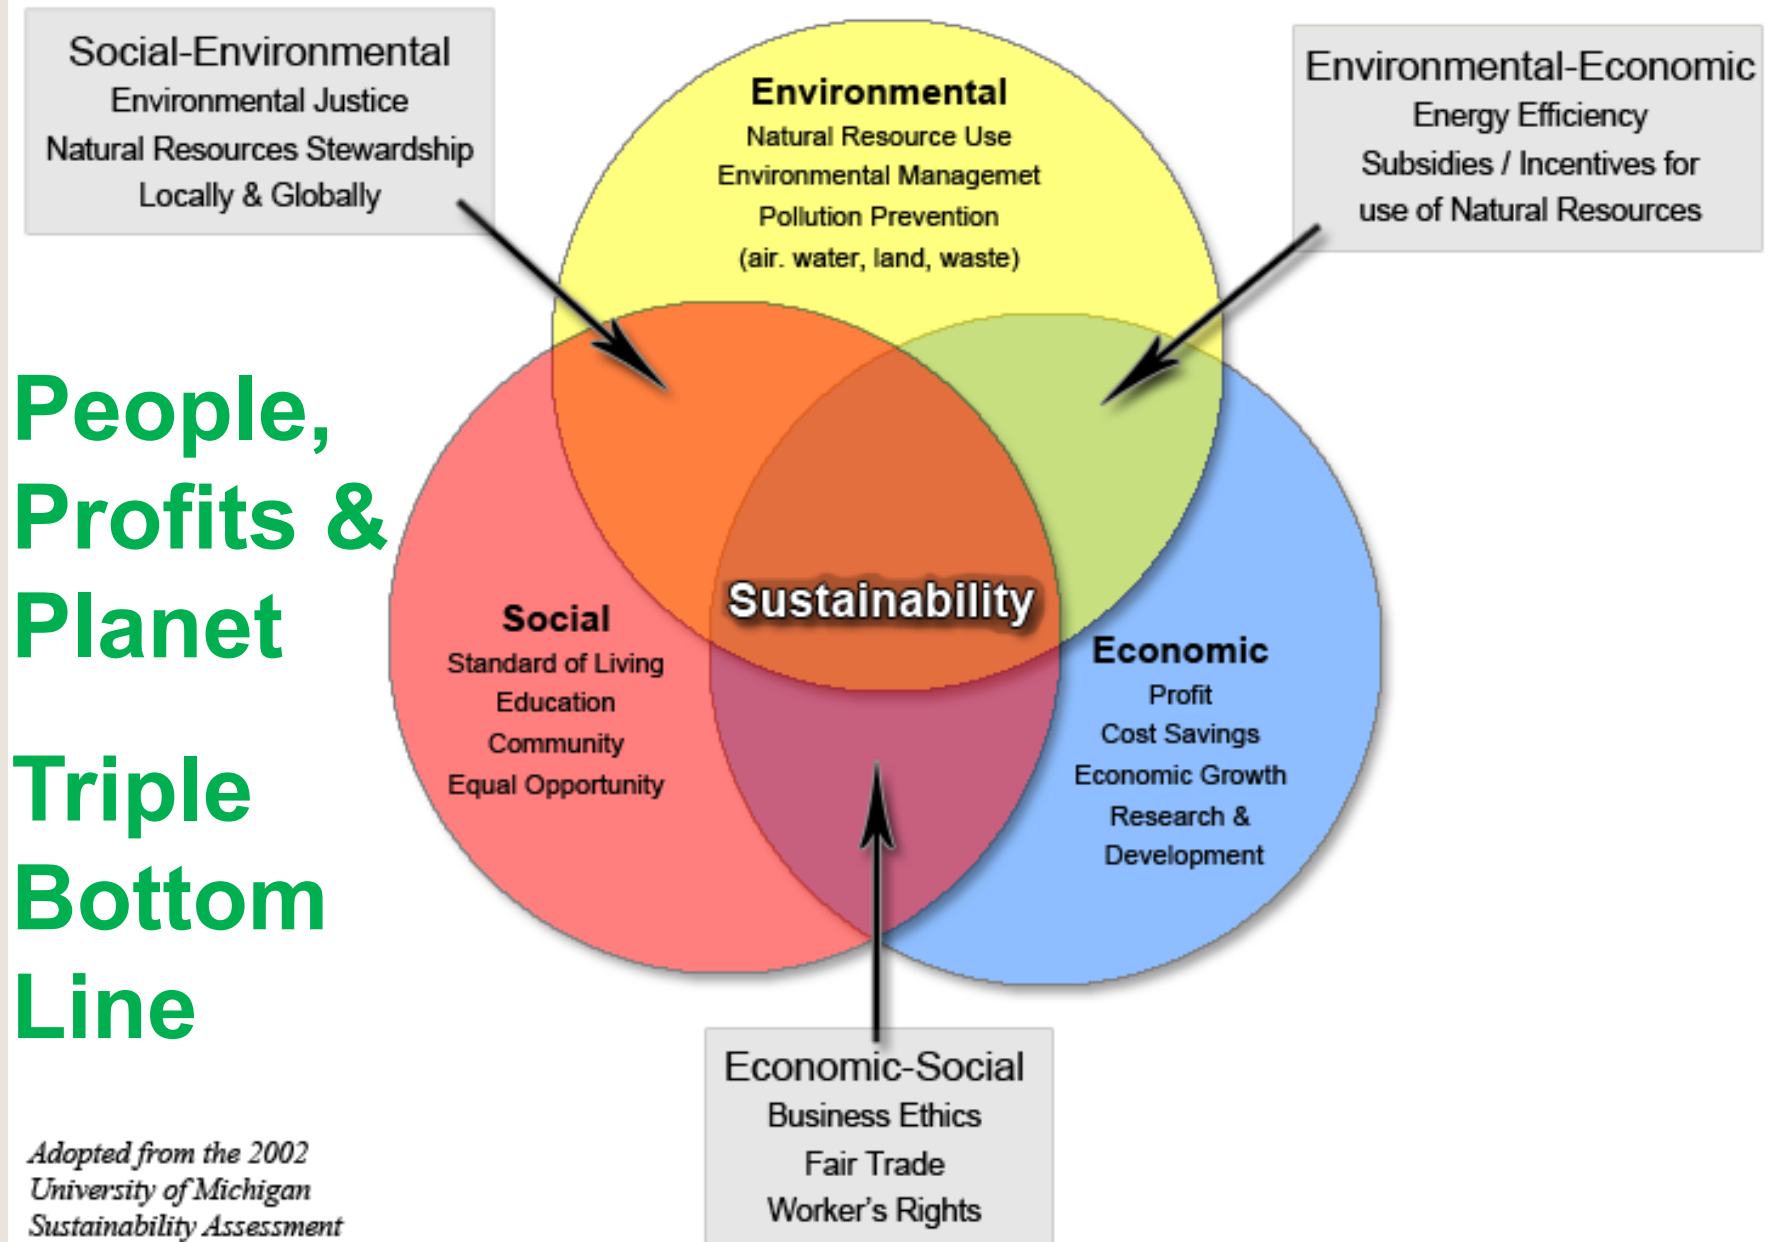 Social-Environmental
Environmental Justice
Natural Resources Stewardship
Locally & Globally
Environmental
Natural Resource Use
Environmental Managemet
Pollution Prevention
(air. water, land, waste)
Environmental-Economic
Energy Efficiency
Subsidies / Incentives for
use of Natural Resources
People,
Profits &
Planet
Triple
Bottom
Line
Sustainability
Social
Standard of Living
Education
Community
Equal Opportunity
Economic
Profit
Cost Savings
Economic Growth
Research &
Development
Economic-Social
Business Ethics
Fair Trade
Worker's Rights
Adopted from the 2002
University of Michigan
Sustainability Assessment